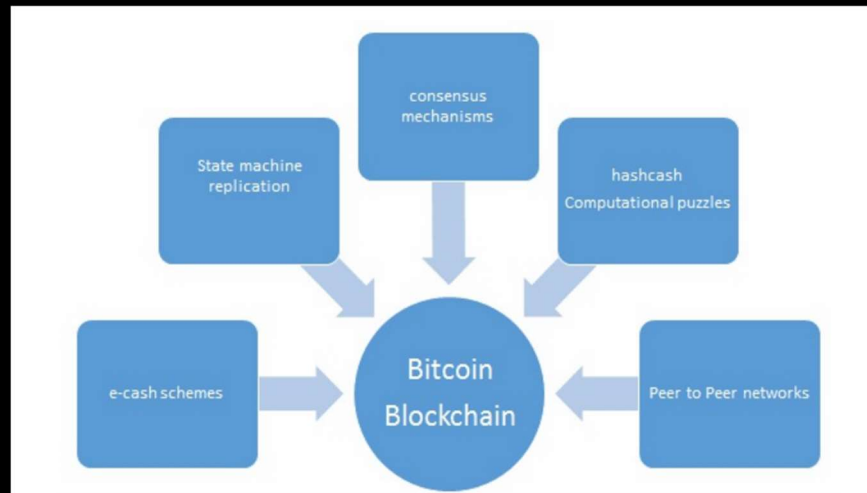 consensus
mechanisms
State machine
replication
hashcash
Computational puzzles
e-cash schemes
Bitcoin
Blockchain
Peer to Peer networks